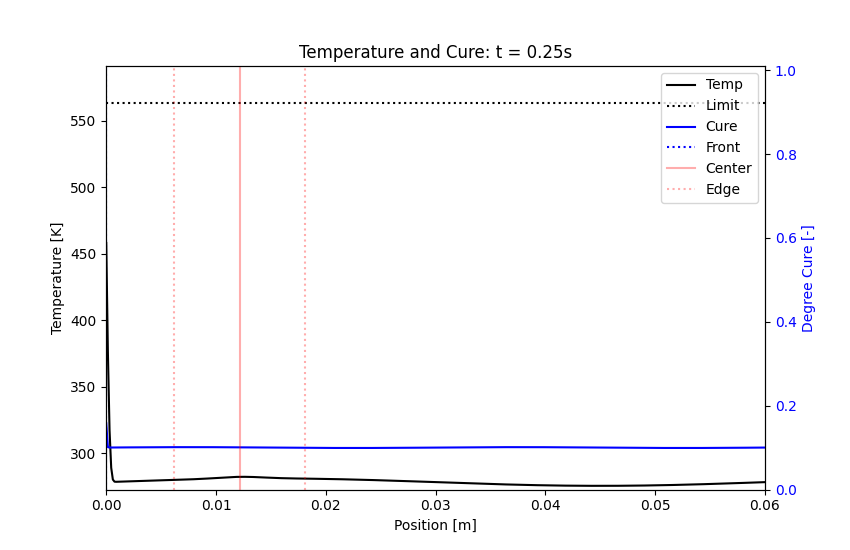 Temperature and Cure: t = 0.25s
Temp
Limit
Cure
Front
Center
Edge
550
500
450
400
350
300
Temperature [K]
1.0
0.8
0.6
0.4
0.2
0.0
Degree Cure [-]
0.00 0.01 0.02 0.03 0.04 0.05 0.06
Position [m]